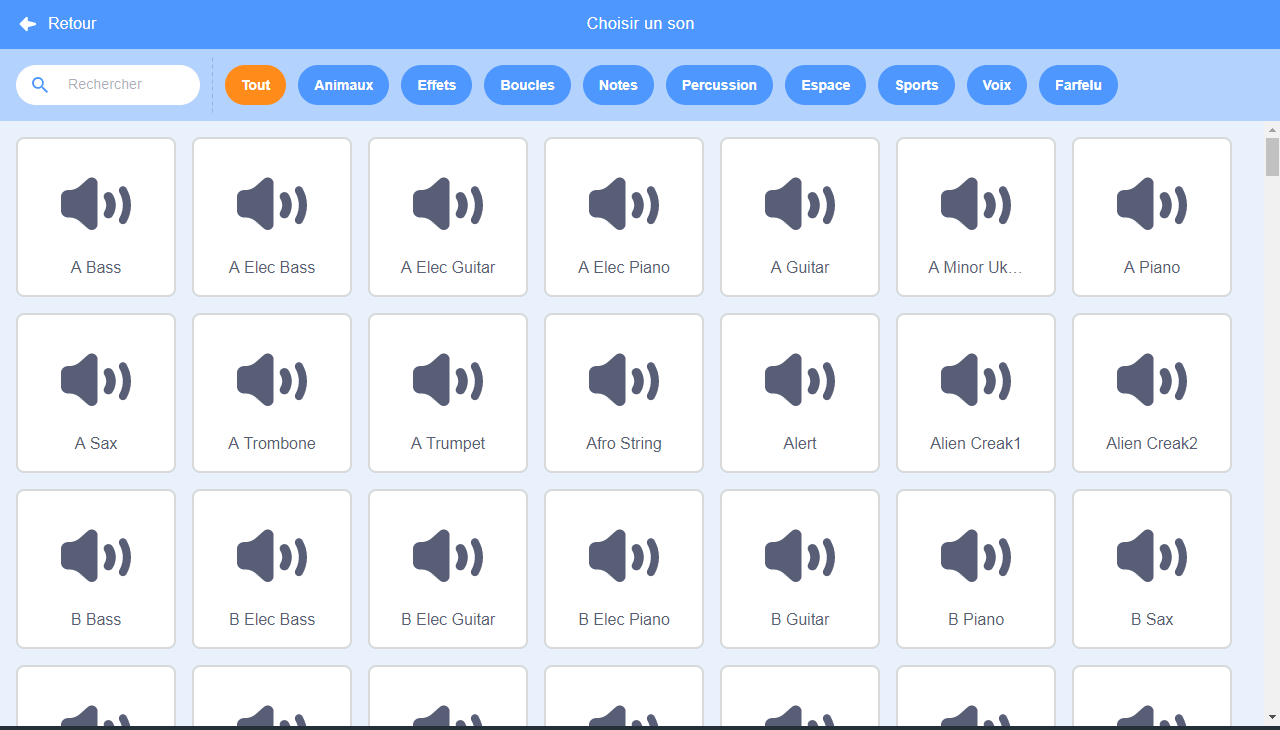 Retour
Choisir un son
Rechercher
Tout
Animaux
Effets
Boucles
Notes
Percussion
Espace
Sports
Voix
Farfelu
A Bass
A Elec Bass
A Elec Guitar
A Elec Piano
A Guitar
A Minor Uk…
A Piano
A Sax
A Trombone
A Trumpet
Afro String
Alert
Alien Creak1
Alien Creak2
B Bass
B Elec Bass
B Elec Guitar
B Elec Piano
B Guitar
B Piano
B Sax